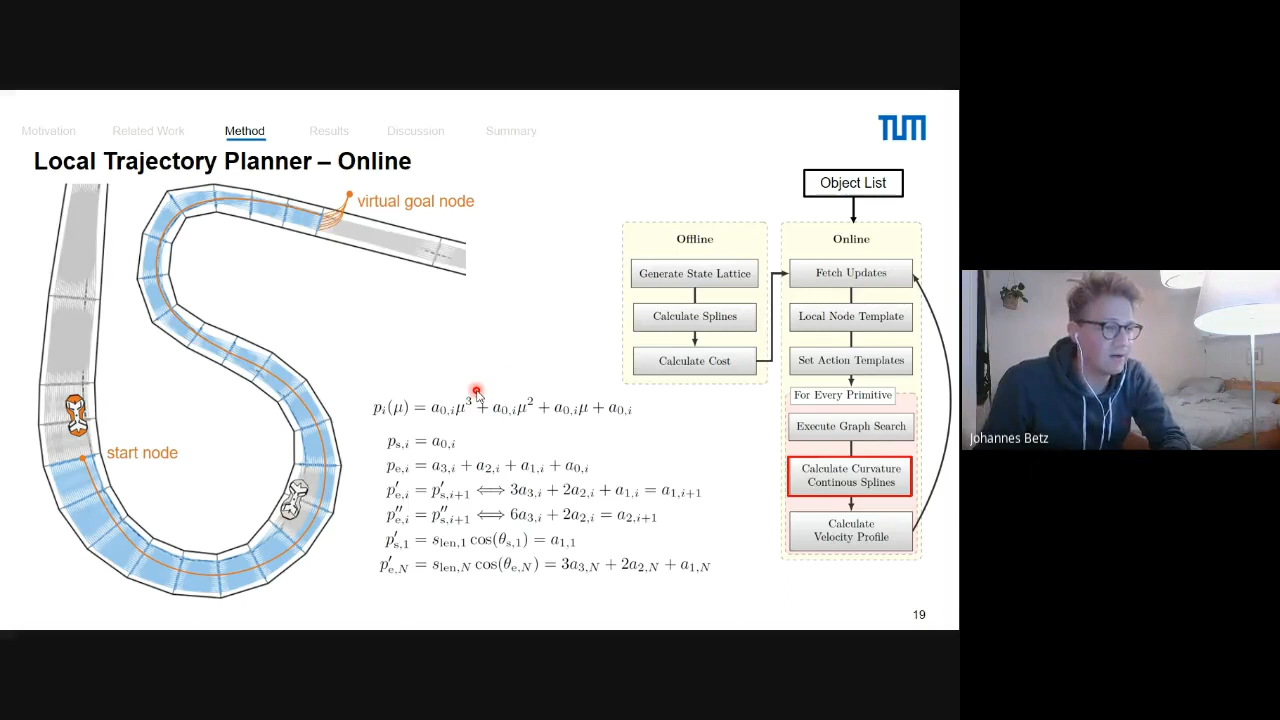 Motivation Related Work Method Results Discussion Summary
TUM
Local Trajectory Planner – Online
virtual goal node
start node
p_i(μ) = a_{0,i}μ³ + a_{0,i}μ² + a_{0,i}μ + a_{0,i}
p_{s,i} = a_{0,i}
p_{e,i} = a_{3,i} + a_{2,i} + a_{1,i} + a_{0,i}
p′_{e,i} = p′_{s,i+1} ⟺ 3a_{3,i} + 2a_{2,i} + a_{1,i} = a_{1,i+1}
p″_{e,i} = p″_{s,i+1} ⟺ 6a_{3,i} + 2a_{2,i} = a_{2,i+1}
p′_{s,1} = s_{len,1} cos(θ_{s,1}) = a_{1,1}
p′_{e,N} = s_{len,N} cos(θ_{e,N}) = 3a_{3,N} + 2a_{2,N} + a_{1,N}
Object List
Offline
Generate State Lattice
Calculate Splines
Calculate Cost
Online
Fetch Updates
Local Node Template
Set Action Templates
For Every Primitive
Execute Graph Search
Calculate Curvature
Continous Splines
Calculate
Velocity Profile
19
Johannes Betz